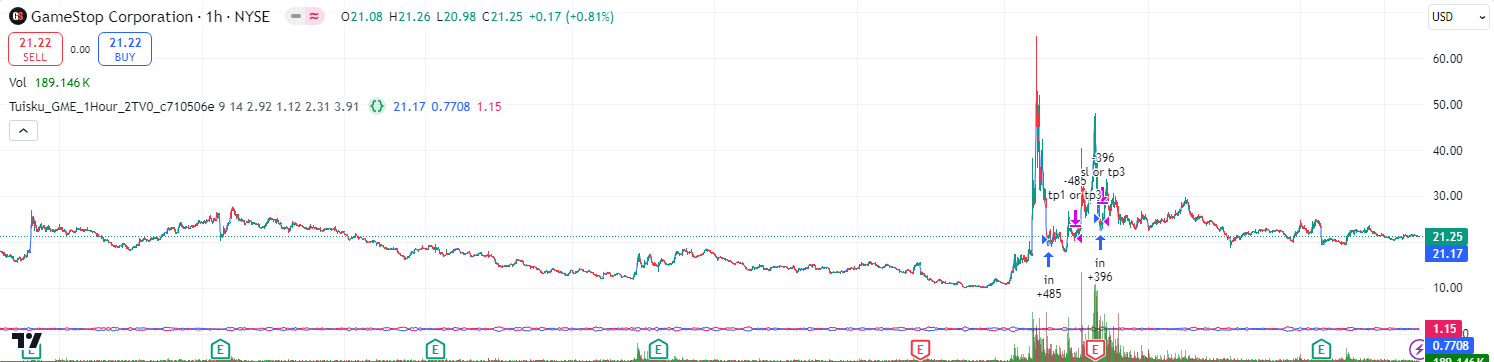 GameStop Corporation · 1h · NYSE O21.08 H21.26 L20.98 C21.25 +0.17 (+0.81%)
USD
21.22 SELL
0.00
21.22 BUY
Vol 189.146 K
Tuisku_GME_1Hour_2TV0_c710506e 9 14 2.92 1.12 2.31 3.91 21.17 0.7708 1.15
60.00
50.00
40.00
30.00
21.25
21.17
10.00
1.15
0.7708
189.146 K
-396
sl or tp3
-485
tp1 or tp3
in
+485
in
+396
E
E
E
E
E
E
E